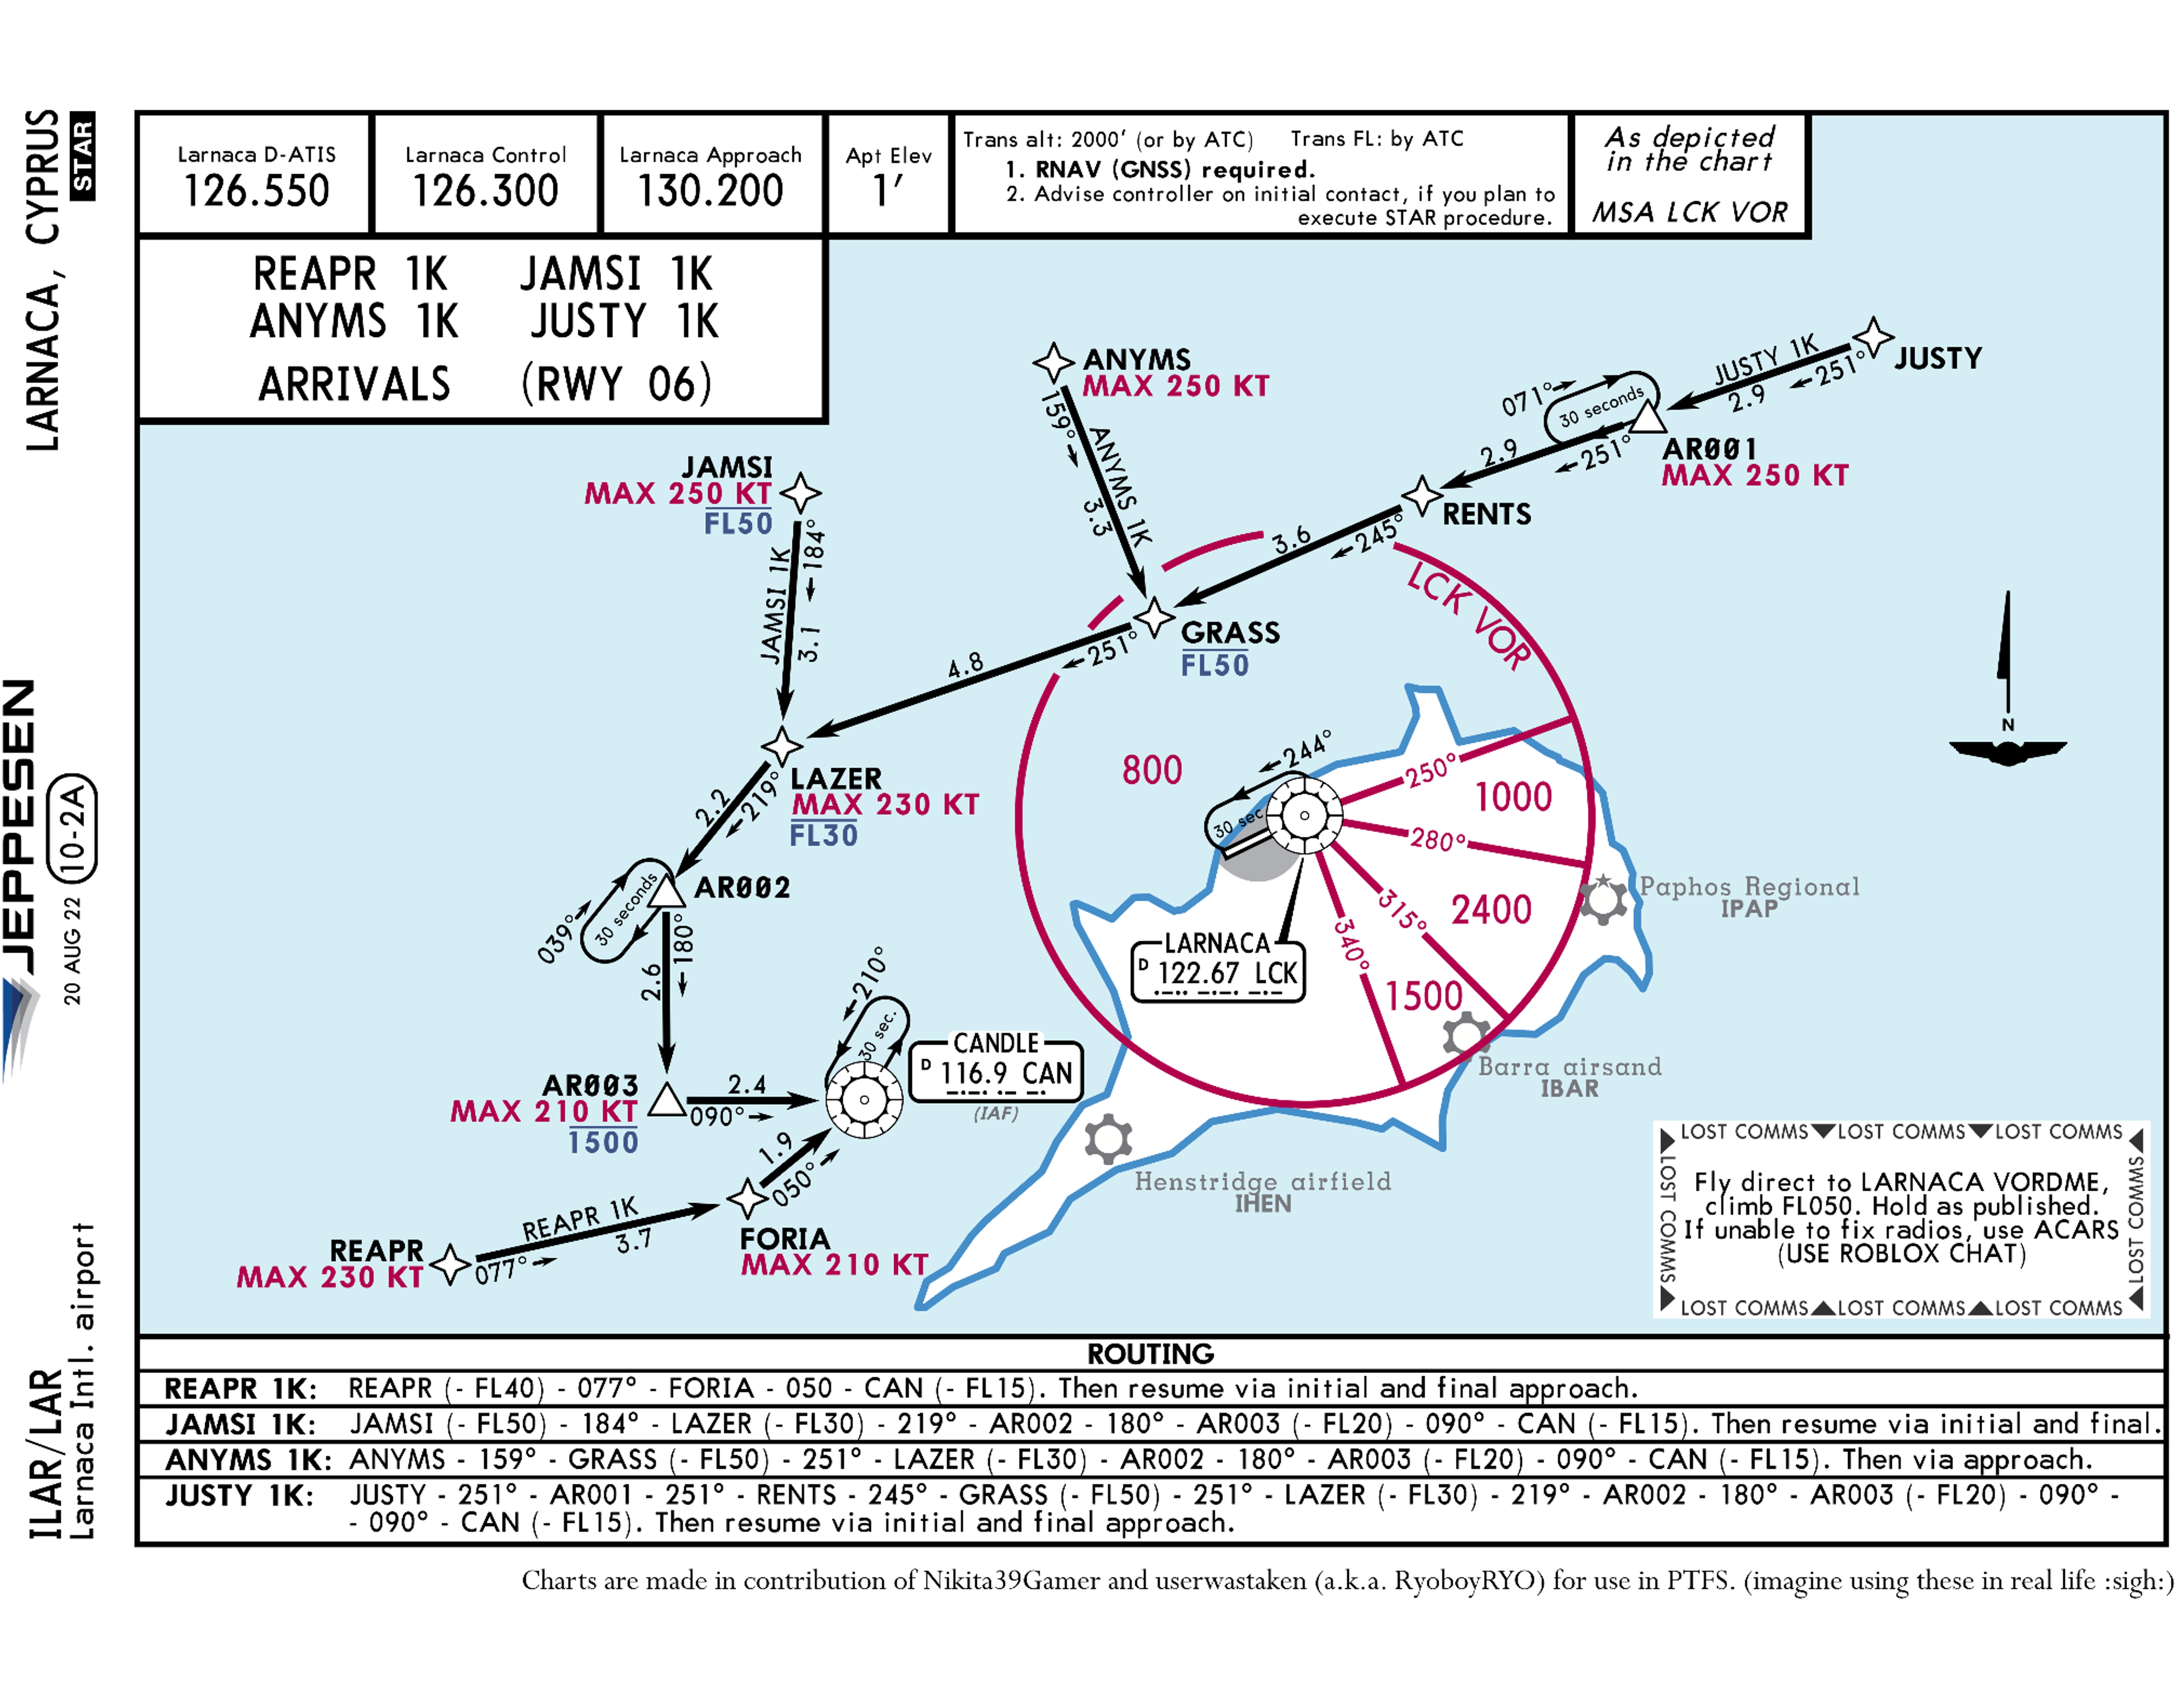 LARNACA, CYPRUS
STAR
JEPPESEN
20 AUG 22
10-2A
ILAR/LAR
Larnaca Intl. airport
Larnaca D-ATIS
126.550
Larnaca Control
126.300
Larnaca Approach
130.200
Apt Elev
1'
Trans alt: 2000' (or by ATC) Trans FL: by ATC
1. RNAV (GNSS) required.
2. Advise controller on initial contact, if you plan to
execute STAR procedure.
As depicted
in the chart
MSA LCK VOR
REAPR 1K JAMSI 1K
ANYMS 1K JUSTY 1K
ARRIVALS (RWY 06)
ANYMS
MAX 250 KT
159°
ANYMS 1K
3.3
JUSTY
JUSTY 1K
251°
2.9
071°
30 seconds
AR001
MAX 250 KT
251°
2.9
RENTS
245°
3.6
JAMSI
MAX 250 KT
FL50
184°
JAMSI 1K
3.1
GRASS
FL50
251°
4.8
LCK VOR
LAZER
MAX 230 KT
FL30
219°
2.2
AR002
039°
30 seconds
180°
2.6
800
244°
30 sec
250°
1000
280°
2400
315°
1500
340°
LARNACA
D 122.67 LCK
Paphos Regional
IPAP
Barra airsand
IBAR
Henstridge airfield
IHEN
N
210°
30 sec.
CANDLE
D 116.9 CAN
(IAF)
AR003
MAX 210 KT
1500
2.4
090°
1.9
050°
FORIA
MAX 210 KT
REAPR
MAX 230 KT
REAPR 1K
077°
3.7
LOST COMMS LOST COMMS LOST COMMS
LOST COMMS
Fly direct to LARNACA VORDME,
climb FL050. Hold as published.
If unable to fix radios, use ACARS
(USE ROBLOX CHAT)
LOST COMMS
LOST COMMS LOST COMMS LOST COMMS
ROUTING
REAPR 1K: REAPR (- FL40) - 077° - FORIA - 050 - CAN (- FL15). Then resume via initial and final approach.
JAMSI 1K: JAMSI (- FL50) - 184° - LAZER (- FL30) - 219° - AR002 - 180° - AR003 (- FL20) - 090° - CAN (- FL15). Then resume via initial and final.
ANYMS 1K: ANYMS - 159° - GRASS (- FL50) - 251° - LAZER (- FL30) - AR002 - 180° - AR003 (- FL20) - 090° - CAN (- FL15). Then via approach.
JUSTY 1K: JUSTY - 251° - AR001 - 251° - RENTS - 245° - GRASS (- FL50) - 251° - LAZER (- FL30) - 219° - AR002 - 180° - AR003 (- FL20) - 090° -
- 090° - CAN (- FL15). Then resume via initial and final approach.
Charts are made in contribution of Nikita39Gamer and userwastaken (a.k.a. RyoboyRYO) for use in PTFS. (imagine using these in real life :sigh:)